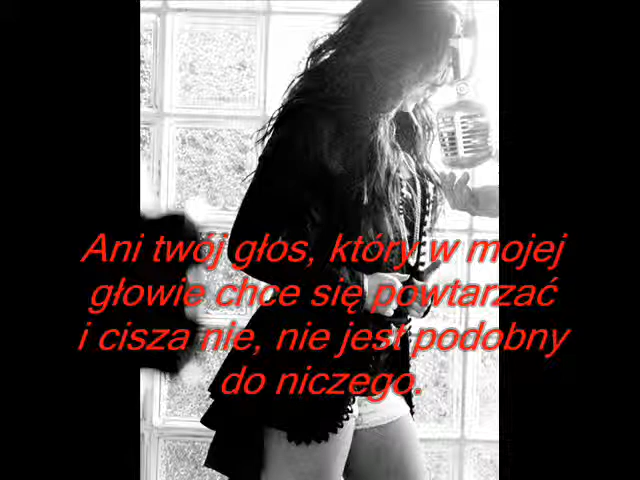 Ani twój głos, który w mojej
głowie chce się powtarzać
i cisza nie, nie jest podobny
do niczego.